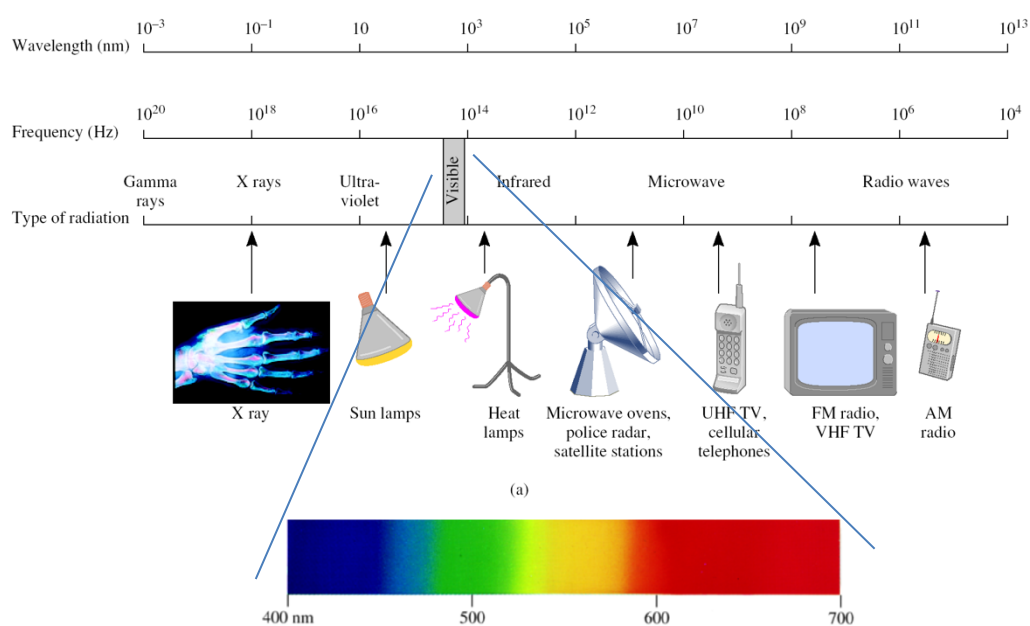 10⁻³ 10⁻¹ 10 10³ 10⁵ 10⁷ 10⁹ 10¹¹ 10¹³
Wavelength (nm)
10²⁰ 10¹⁸ 10¹⁶ 10¹⁴ 10¹² 10¹⁰ 10⁸ 10⁶ 10⁴
Frequency (Hz)
Visible
Gamma rays
X rays
Ultra-
violet
Infrared
Microwave
Radio waves
Type of radiation
X ray
Sun lamps
Heat
lamps
Microwave ovens,
police radar,
satellite stations
UHF TV,
cellular
telephones
FM radio,
VHF TV
AM
radio
(a)
400 nm 500 600 700